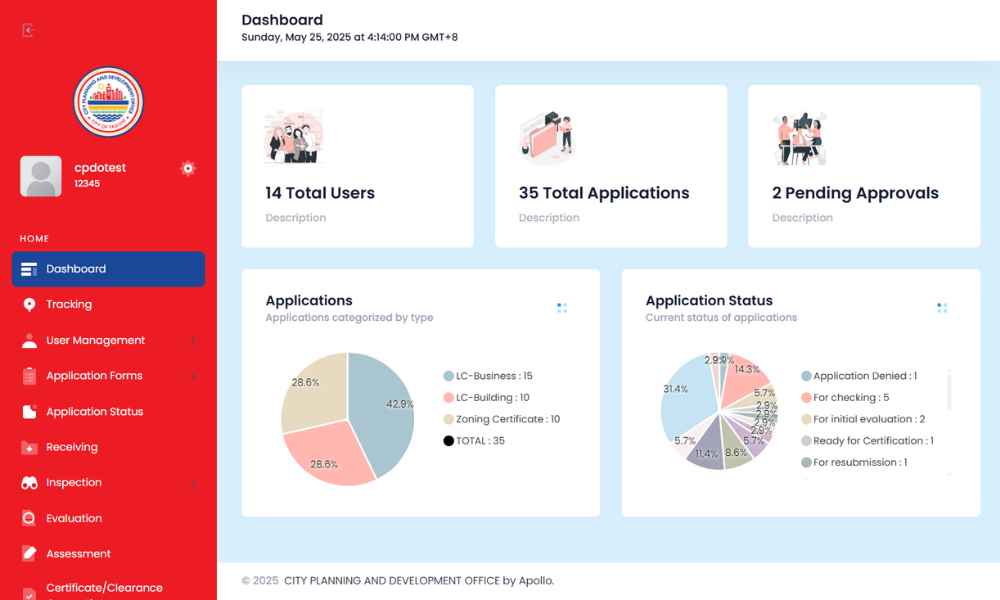 Dashboard
Sunday, May 25, 2025 at 4:14:00 PM GMT+8
CITY PLANNING AND DEVELOPMENT OFFICE
CITY OF TAGUIG
cpdotest
12345
HOME
Dashboard
Tracking
User Management
Application Forms
Application Status
Receiving
Inspection
Evaluation
Assessment
Certificate/Clearance
14 Total Users
Description
35 Total Applications
Description
2 Pending Approvals
Description
Applications
Applications categorized by type
28.6%
42.9%
28.6%
LC-Business : 15
LC-Building : 10
Zoning Certificate : 10
TOTAL : 35
Application Status
Current status of applications
2.9%
14.3%
31.4%
5.7%
2.9%
2.9%
2.9%
2.9%
5.7%
5.7%
11.4%
8.6%
Application Denied : 1
For checking : 5
For initial evaluation : 2
Ready for Certification : 1
For resubmission : 1
© 2025 CITY PLANNING AND DEVELOPMENT OFFICE by Apollo.